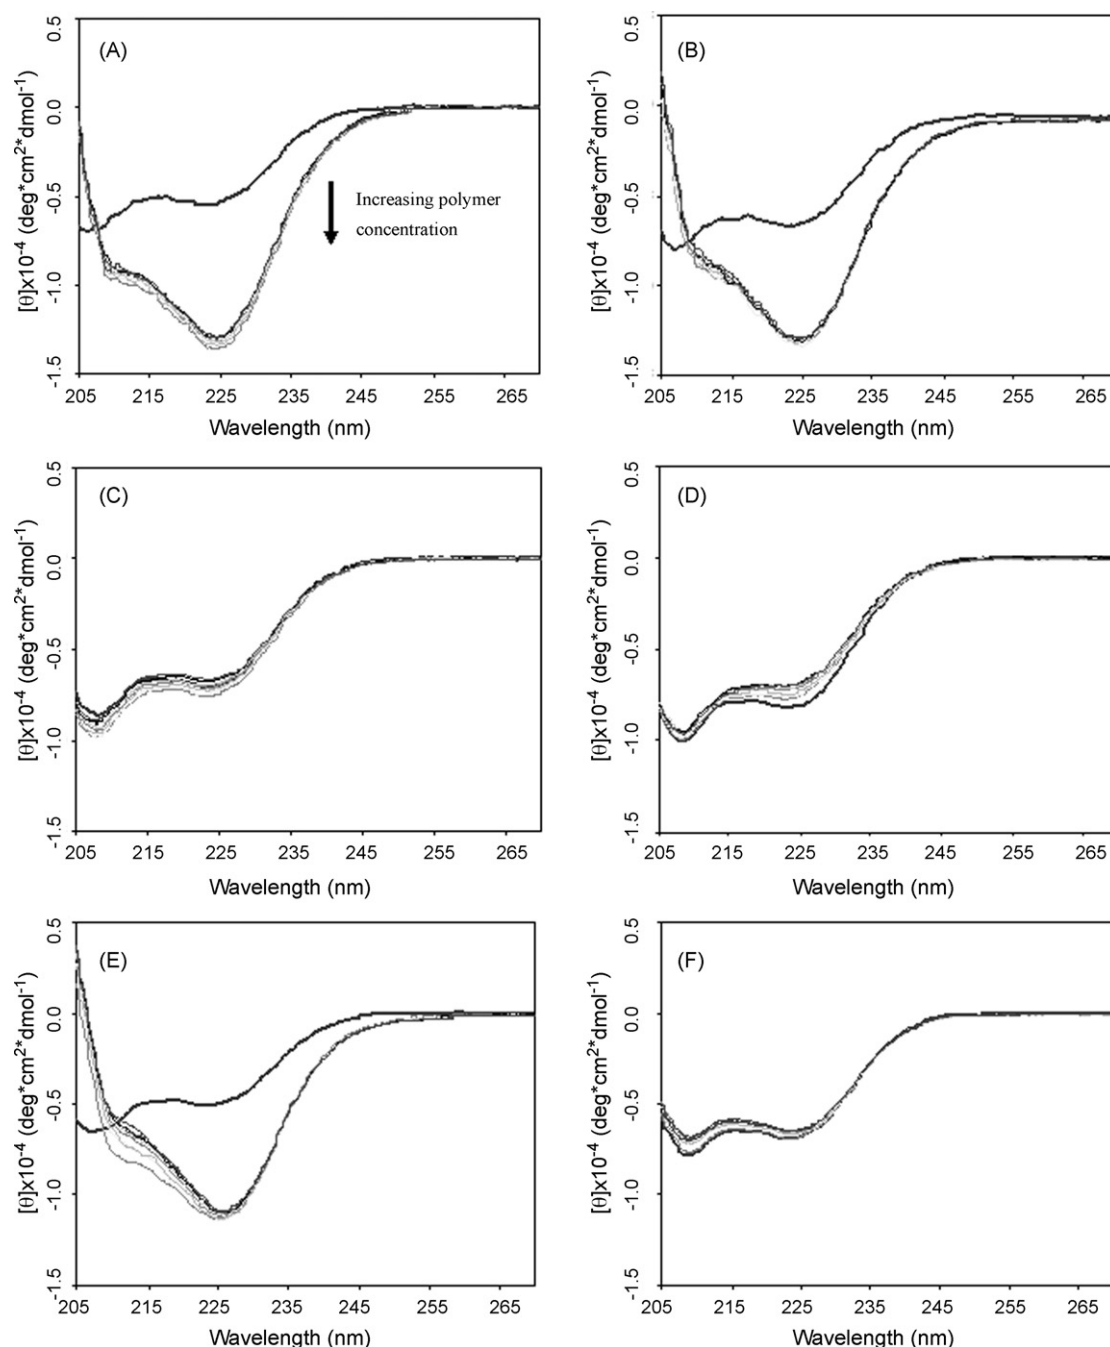 (A)
0.5
0.0
-0.5
-1.0
-1.5
[θ]x10-4 (deg*cm2*dmol-1)
Increasing polymer
concentration
205 215 225 235 245 255 265
Wavelength (nm)
(B)
0.5
0.0
-0.5
-1.0
-1.5
[θ]x10-4 (deg*cm2*dmol-1)
205 215 225 235 245 255 265
Wavelength (nm)
(C)
0.5
0.0
-0.5
-1.0
-1.5
[θ]x10-4 (deg*cm2*dmol-1)
205 215 225 235 245 255 265
Wavelength (nm)
(D)
0.5
0.0
-0.5
-1.0
-1.5
[θ]x10-4 (deg*cm2*dmol-1)
205 215 225 235 245 255 265
Wavelength (nm)
(E)
0.5
0.0
-0.5
-1.0
-1.5
[θ]x10-4 (deg*cm2*dmol-1)
205 215 225 235 245 255 265
Wavelength (nm)
(F)
0.5
0.0
-0.5
-1.0
-1.5
[θ]x10-4 (deg*cm2*dmol-1)
205 215 225 235 245 255 265
Wavelength (nm)